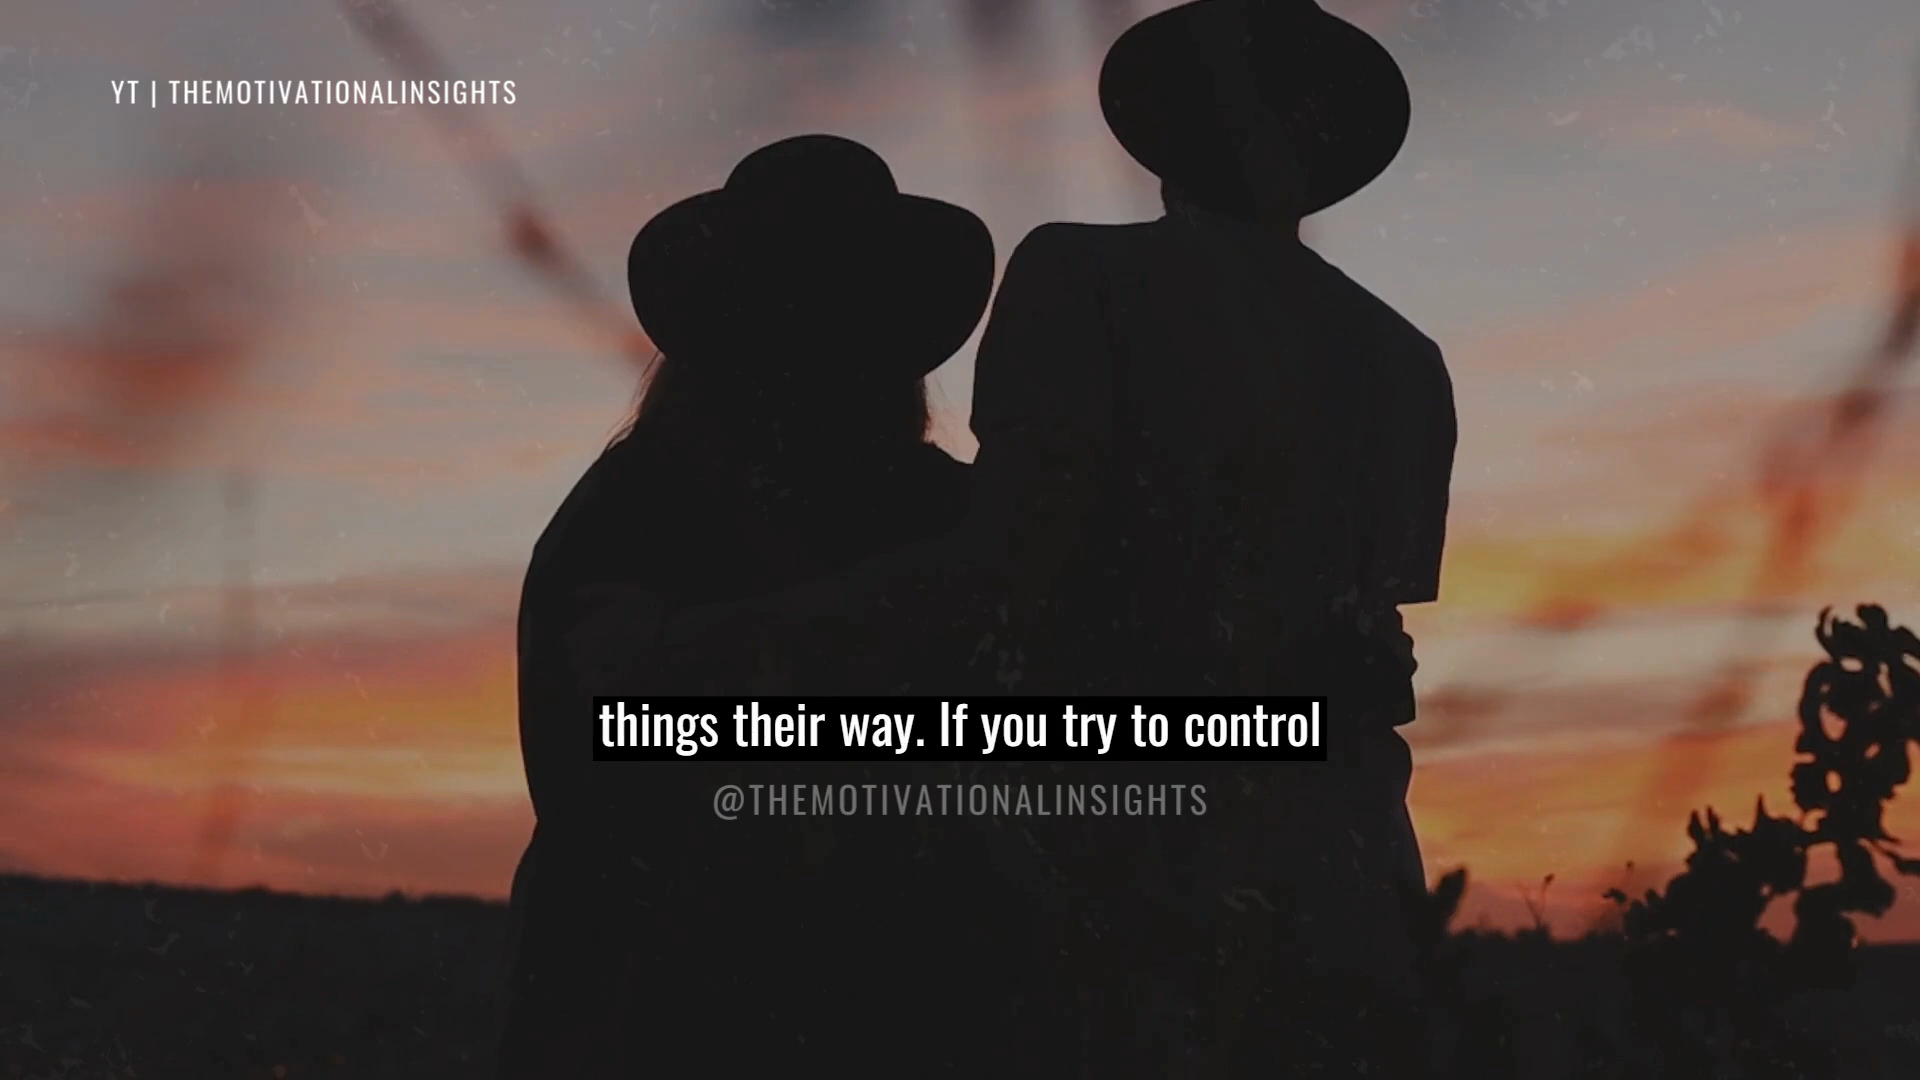 YT | THEMOTIVATIONALINSIGHTS
things their way. If you try to control
@THEMOTIVATIONALINSIGHTS